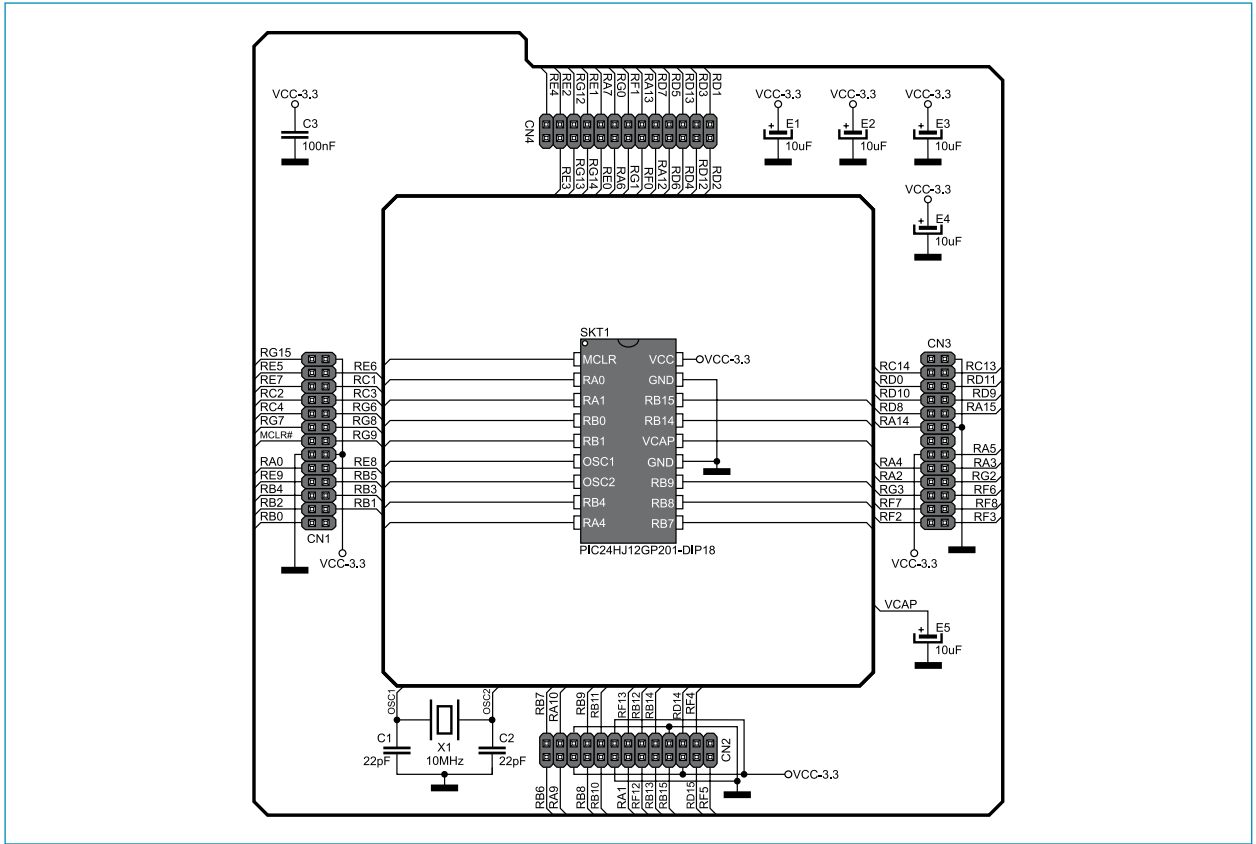 RE4 RE2 RG12 RE1 RA7 RG0 RF1 RA13 RD7 RD5 RD13 RD3 RD1
CN4
RE3 RG13 RG14 RE0 RA6 RG1 RF0 RA12 RD6 RD4 RD12 RD2
VCC-3.3
C3
100nF
VCC-3.3 VCC-3.3 VCC-3.3
E1 E2 E3
10uF 10uF 10uF
VCC-3.3
E4
10uF
SKT1
MCLR VCC VCC-3.3
RA0 GND
RA1 RB15
RB0 RB14
RB1 VCAP
OSC1 GND
OSC2 RB9
RB4 RB8
RA4 RB7
PIC24HJ12GP201-DIP18
RG15
RE5 RE6
RE7 RC1
RC2 RC3
RC4 RG6
RG7 RG8
MCLR# RG9
RA0 RE8
RE9 RB5
RB4 RB3
RB2 RB1
RB0
CN1
VCC-3.3
CN3
RC14 RC13
RD0 RD11
RD10 RD9
RD8 RA15
RA14
RA5
RA4 RA3
RA2 RG2
RG3 RF6
RF7 RF8
RF2 RF3
VCC-3.3
VCAP
E5
10uF
OSC1 OSC2
C1 C2
22pF 22pF
X1
10MHz
RB7 RA10 RB9 RB11 RF13 RB12 RB14 RD14 RF4
CN2
VCC-3.3
RB6 RA9 RB8 RB10 RA1 RF12 RB13 RB15 RD15 RF5